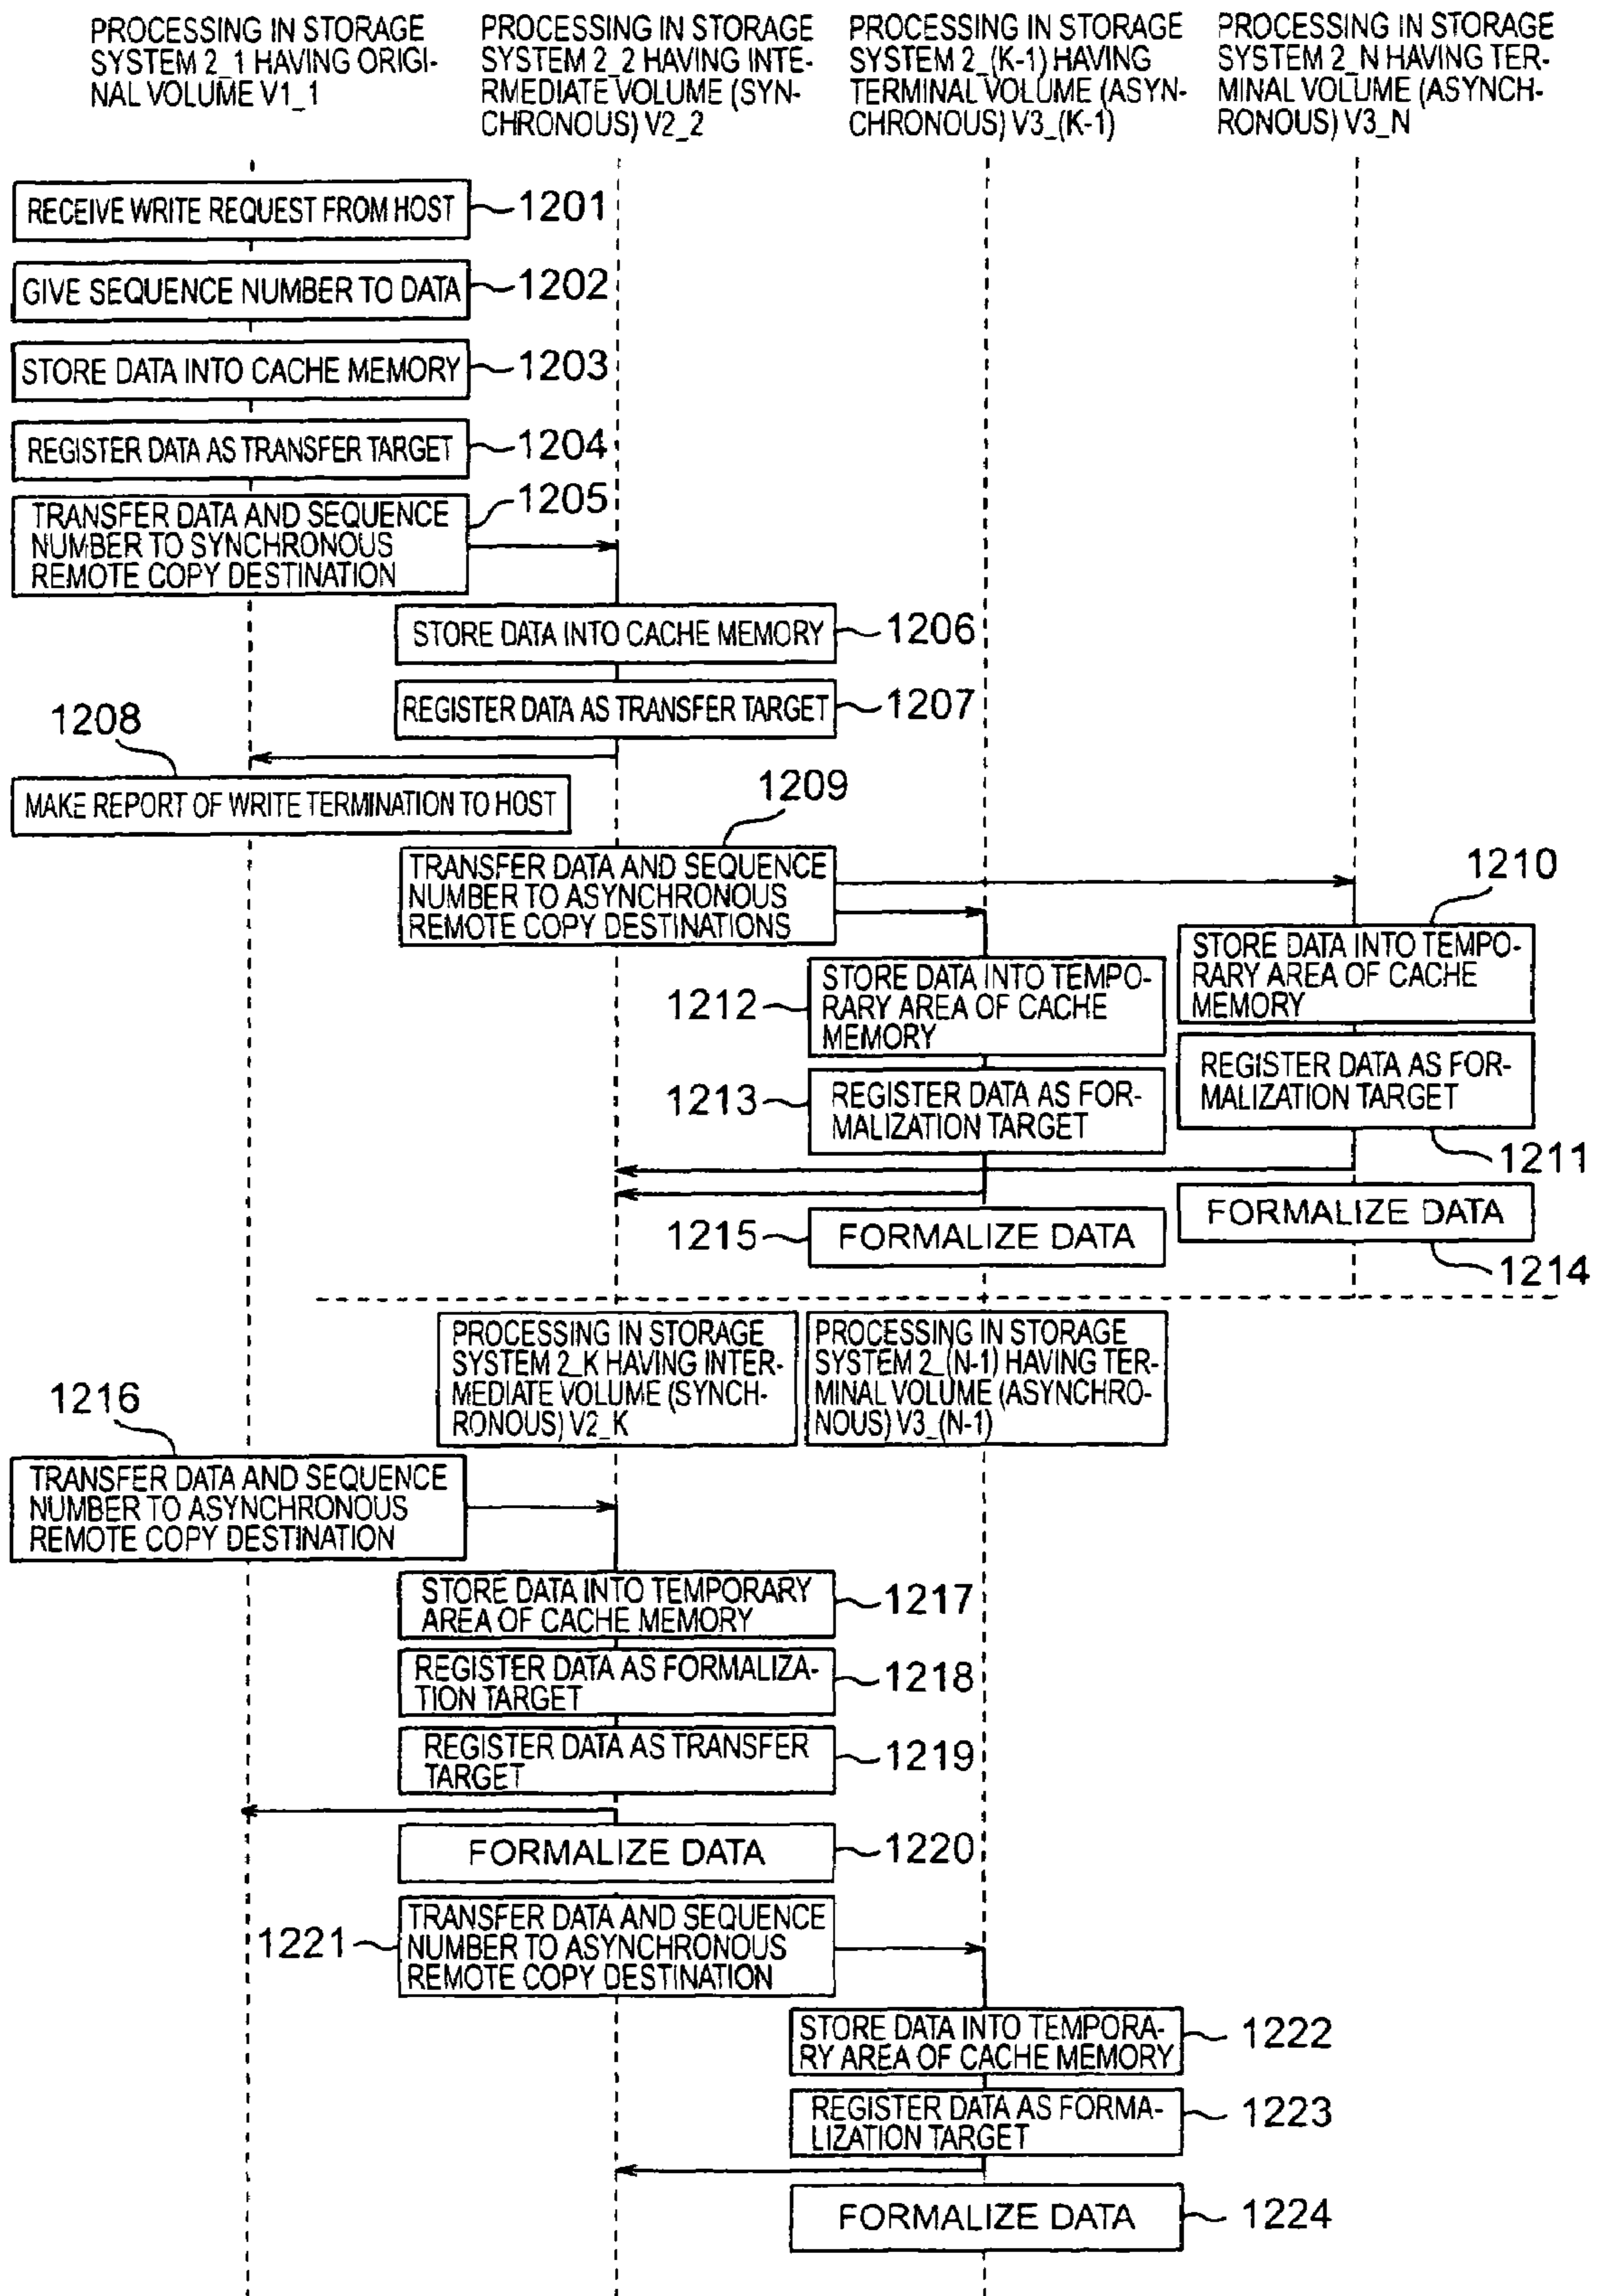 PROCESSING IN STORAGE
SYSTEM 2_1 HAVING ORIGI-
NAL VOLUME V1_1
PROCESSING IN STORAGE
SYSTEM 2_2 HAVING INTE-
RMEDIATE VOLUME (SYN-
CHRONOUS) V2_2
PROCESSING IN STORAGE
SYSTEM 2_(K-1) HAVING
TERMINAL VOLUME (ASYN-
CHRONOUS) V3_(K-1)
PROCESSING IN STORAGE
SYSTEM 2_N HAVING TER-
MINAL VOLUME (ASYNCH-
RONOUS) V3_N
RECEIVE WRITE REQUEST FROM HOST
1201
GIVE SEQUENCE NUMBER TO DATA
1202
STORE DATA INTO CACHE MEMORY
1203
REGISTER DATA AS TRANSFER TARGET
1204
TRANSFER DATA AND SEQUENCE
NUMBER TO SYNCHRONOUS
REMOTE COPY DESTINATION
1205
STORE DATA INTO CACHE MEMORY
1206
REGISTER DATA AS TRANSFER TARGET
1207
1208
MAKE REPORT OF WRITE TERMINATION TO HOST
1209
TRANSFER DATA AND SEQUENCE
NUMBER TO ASYNCHRONOUS
REMOTE COPY DESTINATIONS
1210
STORE DATA INTO TEMPO-
RARY AREA OF CACHE
MEMORY
1212
STORE DATA INTO TEMPO-
RARY AREA OF CACHE
MEMORY
REGISTER DATA AS FOR-
MALIZATION TARGET
1211
1213
REGISTER DATA AS FOR-
MALIZATION TARGET
FORMALIZE DATA
1214
1215
FORMALIZE DATA
PROCESSING IN STORAGE
SYSTEM 2_K HAVING INTER-
MEDIATE VOLUME (SYNCH-
RONOUS) V2_K
PROCESSING IN STORAGE
SYSTEM 2_(N-1) HAVING TER-
MINAL VOLUME (ASYNCHRO-
NOUS) V3_(N-1)
1216
TRANSFER DATA AND SEQUENCE
NUMBER TO ASYNCHRONOUS
REMOTE COPY DESTINATION
STORE DATA INTO TEMPORARY
AREA OF CACHE MEMORY
1217
REGISTER DATA AS FORMALIZA-
TION TARGET
1218
REGISTER DATA AS TRANSFER
TARGET
1219
FORMALIZE DATA
1220
1221
TRANSFER DATA AND SEQUENCE
NUMBER TO ASYNCHRONOUS
REMOTE COPY DESTINATION
STORE DATA INTO TEMPORA-
RY AREA OF CACHE MEMORY
1222
REGISTER DATA AS FORMA-
LIZATION TARGET
1223
FORMALIZE DATA
1224